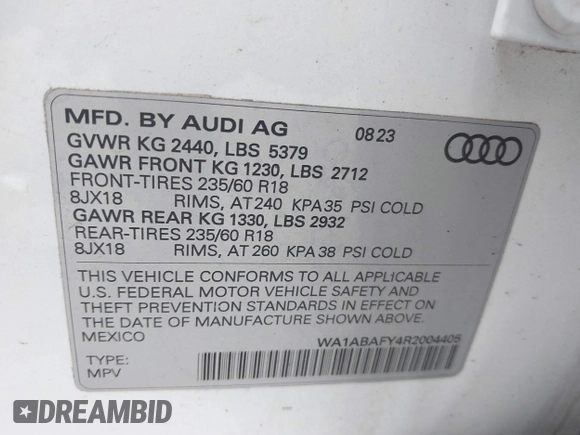 MFD. BY AUDI AG 08 23
GVWR KG 2440, LBS 5379
GAWR FRONT KG 1230, LBS 2712
FRONT-TIRES 235/60 R18
8JX18 RIMS, AT 240 KPA 35 PSI COLD
GAWR REAR KG 1330, LBS 2932
REAR-TIRES 235/60 R18
8JX18 RIMS, AT 260 KPA 38 PSI COLD
THIS VEHICLE CONFORMS TO ALL APPLICABLE
U.S. FEDERAL MOTOR VEHICLE SAFETY AND
THEFT PREVENTION STANDARDS IN EFFECT ON
THE DATE OF MANUFACTURE SHOWN ABOVE.
MEXICO
WA1ABAFY4R2004405
TYPE:
MPV
DREAMBID